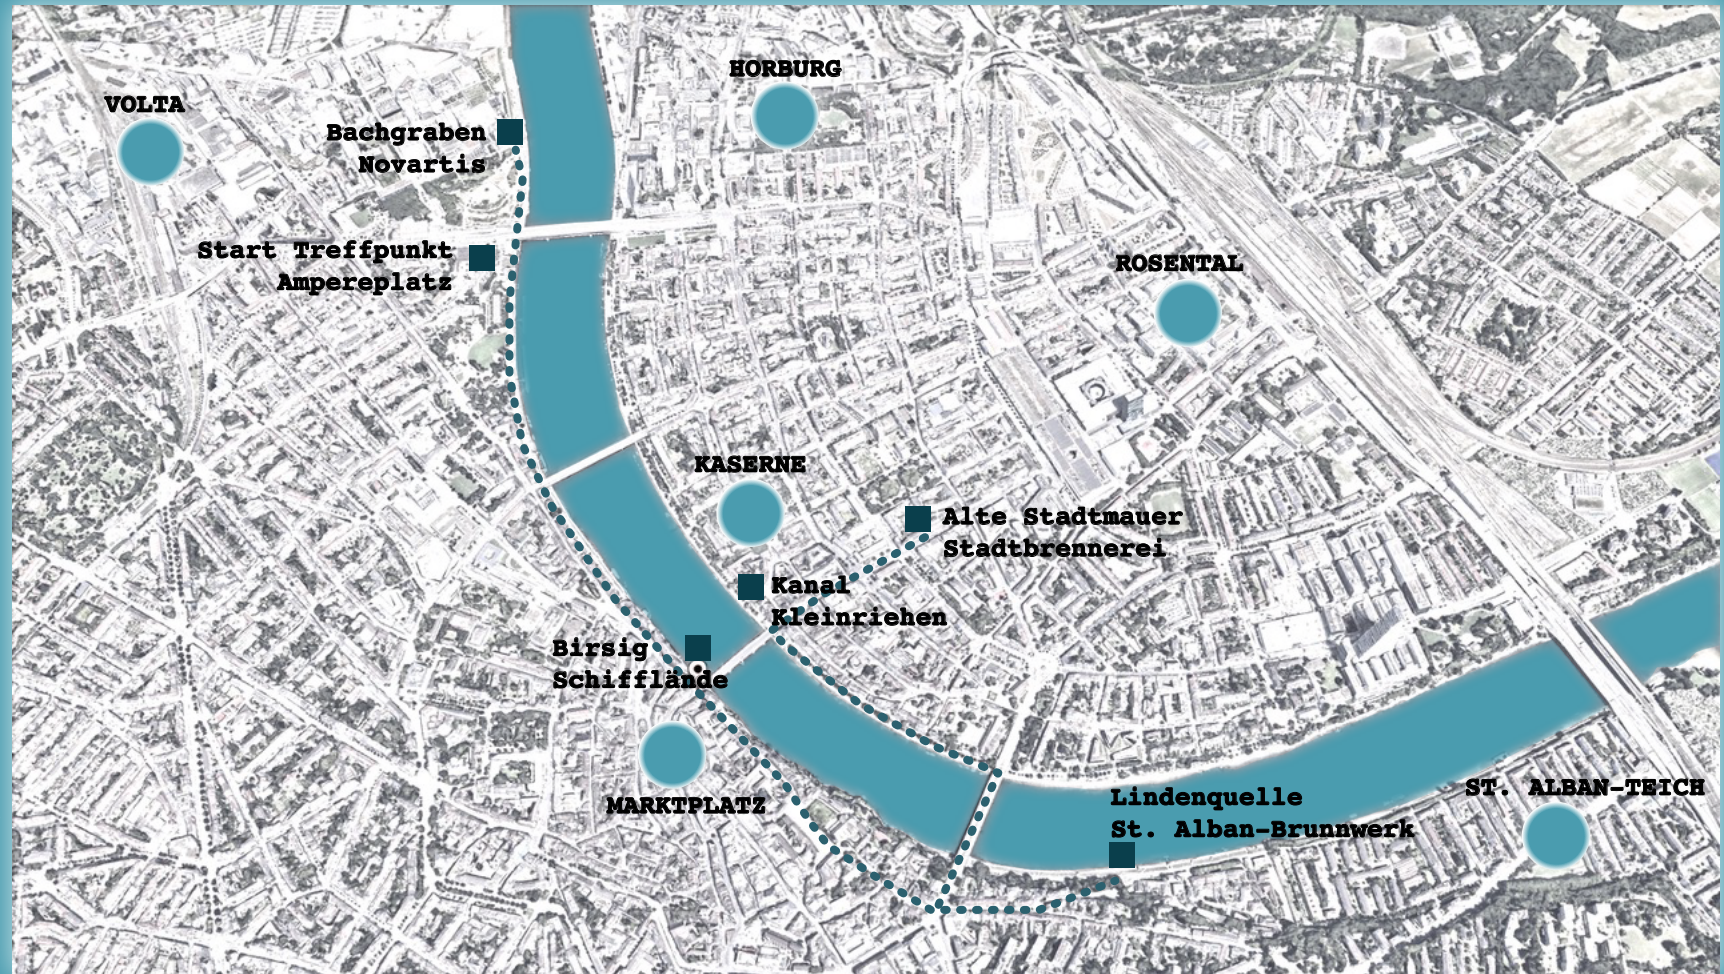 HORBURG
VOLTA
Bachgraben
Novartis
Start Treffpunkt
Ampereplatz
ROSENTAL
KASERNE
Alte Stadtmauer
Stadtbrennerei
Kanal
Kleinriehen
Birsig
Schifflände
MARKTPLATZ
Lindenquelle
St. Alban-Brunnwerk
ST. ALBAN-TEICH